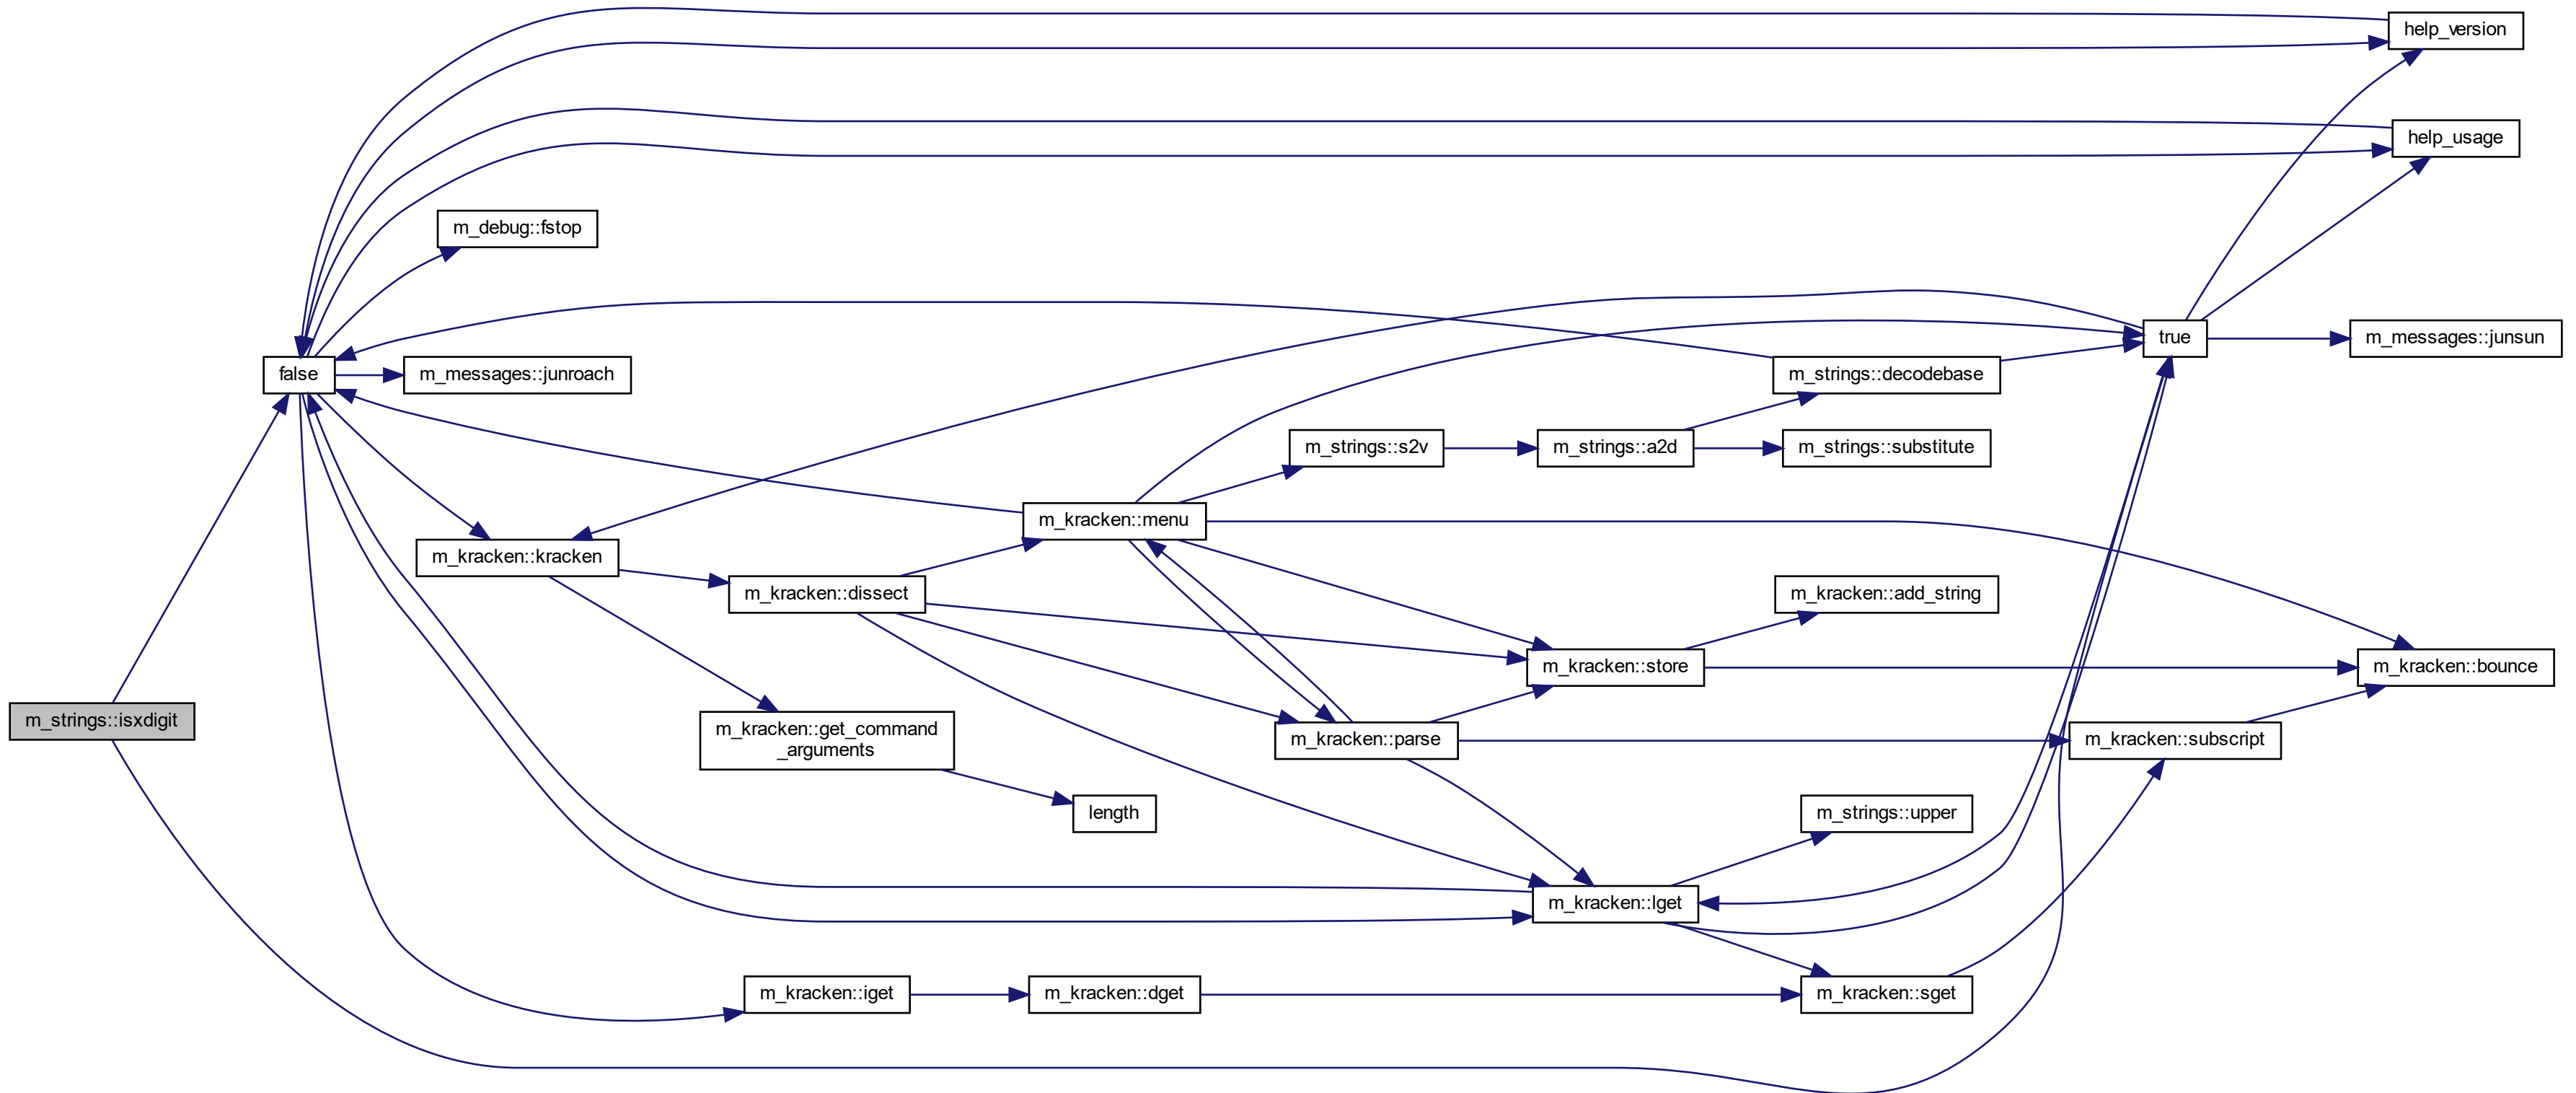 help_version
help_usage
m_debug::fstop
true
m_messages::junsun
false
m_messages::junroach
m_strings::decodebase
m_strings::s2v
m_strings::a2d
m_strings::substitute
m_kracken::menu
m_kracken::kracken
m_kracken::dissect
m_kracken::add_string
m_kracken::store
m_kracken::bounce
m_strings::isxdigit
m_kracken::get_command
_arguments
m_kracken::parse
m_kracken::subscript
length
m_strings::upper
m_kracken::lget
m_kracken::iget
m_kracken::dget
m_kracken::sget